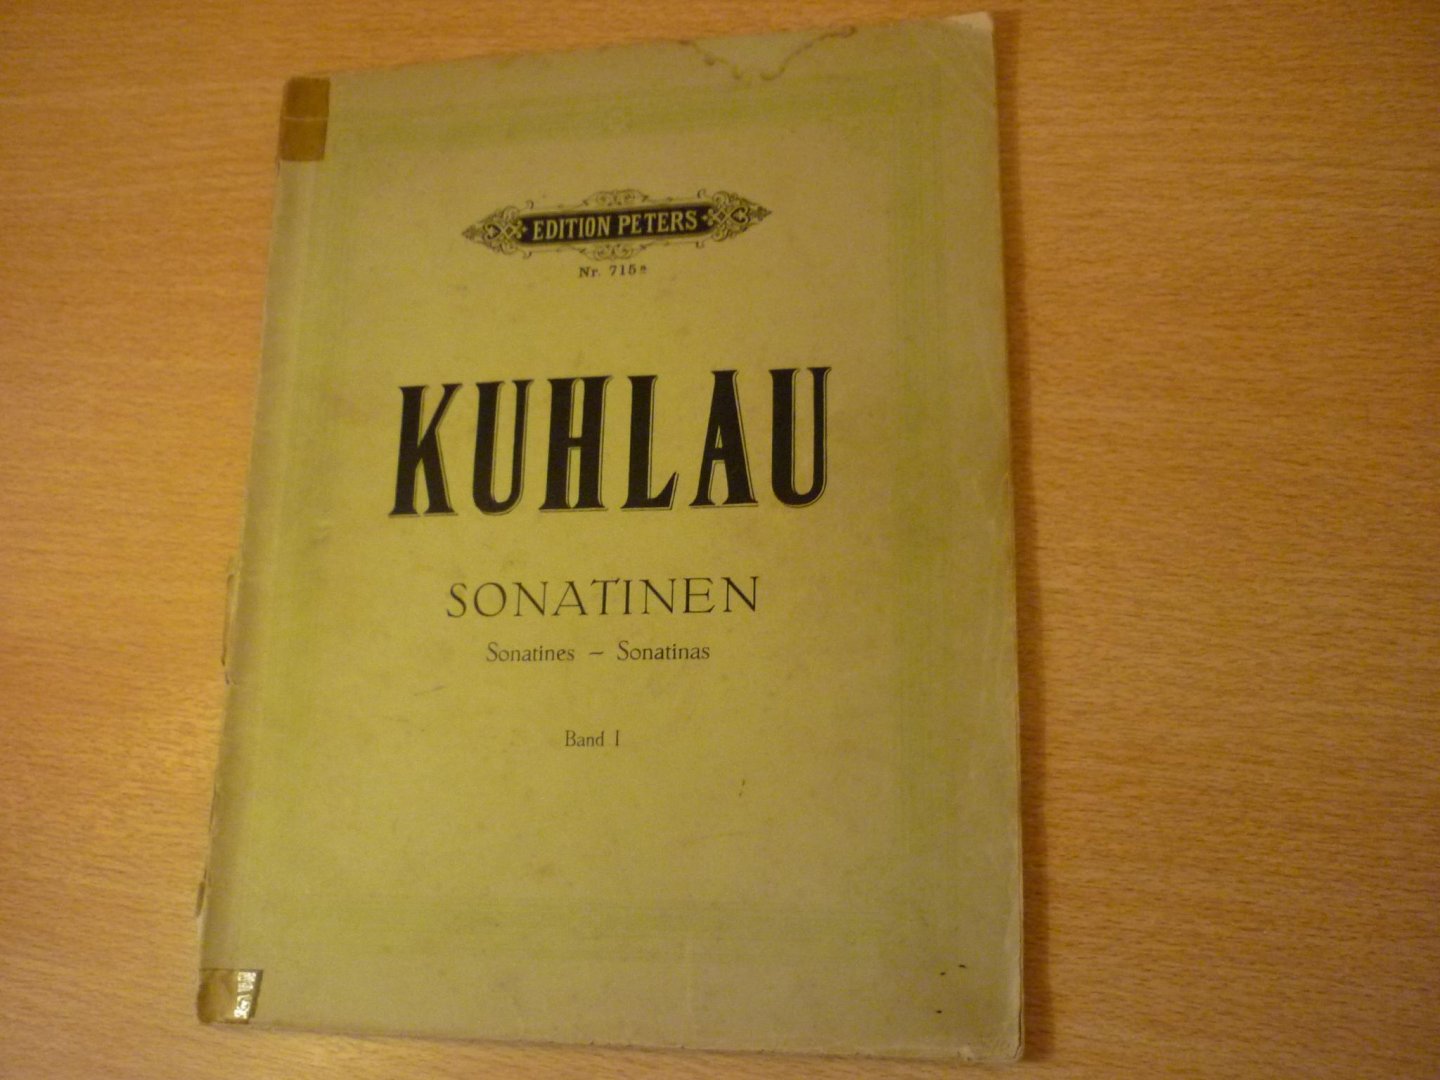 EDITION PETERS
Nr. 715a
KUHLAU
SONATINEN
Sonatines – Sonatinas
Band I